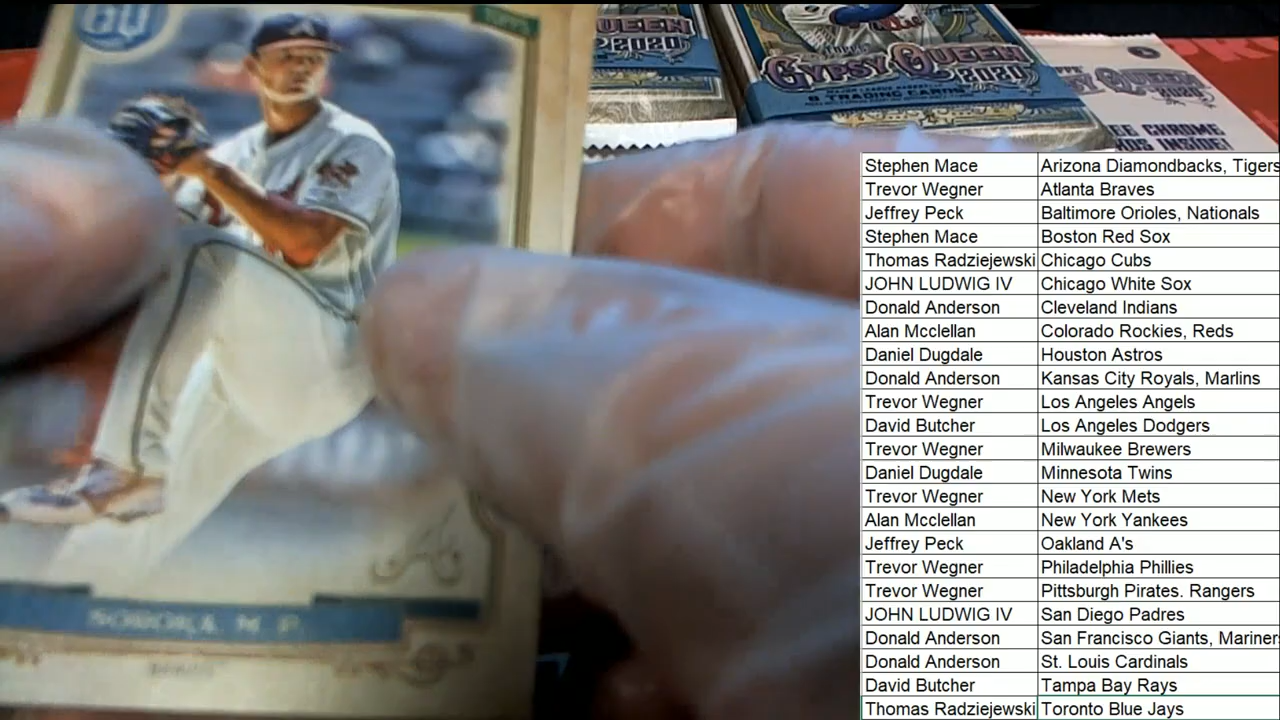 GQ
TOPPS
UEEN
2020
GYPSY QUEEN
2020
6 TRADING CARDS
QUEEN
2020
EE CHROME
INSIDE!
SOROKA, M. P.
BRAVES
Stephen Mace Arizona Diamondbacks, Tigers
Trevor Wegner Atlanta Braves
Jeffrey Peck Baltimore Orioles, Nationals
Stephen Mace Boston Red Sox
Thomas Radziejewski Chicago Cubs
JOHN LUDWIG IV Chicago White Sox
Donald Anderson Cleveland Indians
Alan Mcclellan Colorado Rockies, Reds
Daniel Dugdale Houston Astros
Donald Anderson Kansas City Royals, Marlins
Trevor Wegner Los Angeles Angels
David Butcher Los Angeles Dodgers
Trevor Wegner Milwaukee Brewers
Daniel Dugdale Minnesota Twins
Trevor Wegner New York Mets
Alan Mcclellan New York Yankees
Jeffrey Peck Oakland A's
Trevor Wegner Philadelphia Phillies
Trevor Wegner Pittsburgh Pirates. Rangers
JOHN LUDWIG IV San Diego Padres
Donald Anderson San Francisco Giants, Mariner
Donald Anderson St. Louis Cardinals
David Butcher Tampa Bay Rays
Thomas Radziejewski Toronto Blue Jays